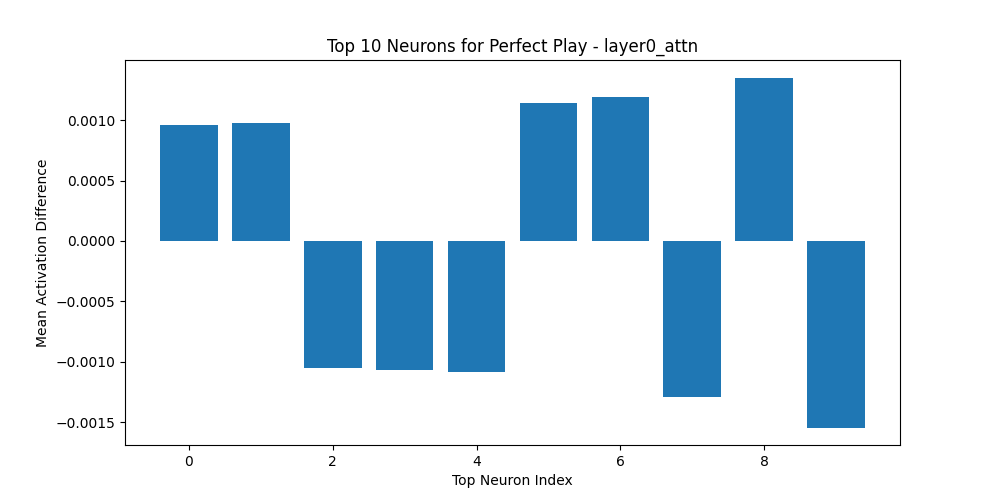 Top 10 Neurons for Perfect Play - layer0_attn
Mean Activation Difference
0.0010
0.0005
0.0000
−0.0005
−0.0010
−0.0015
0 2 4 6 8
Top Neuron Index